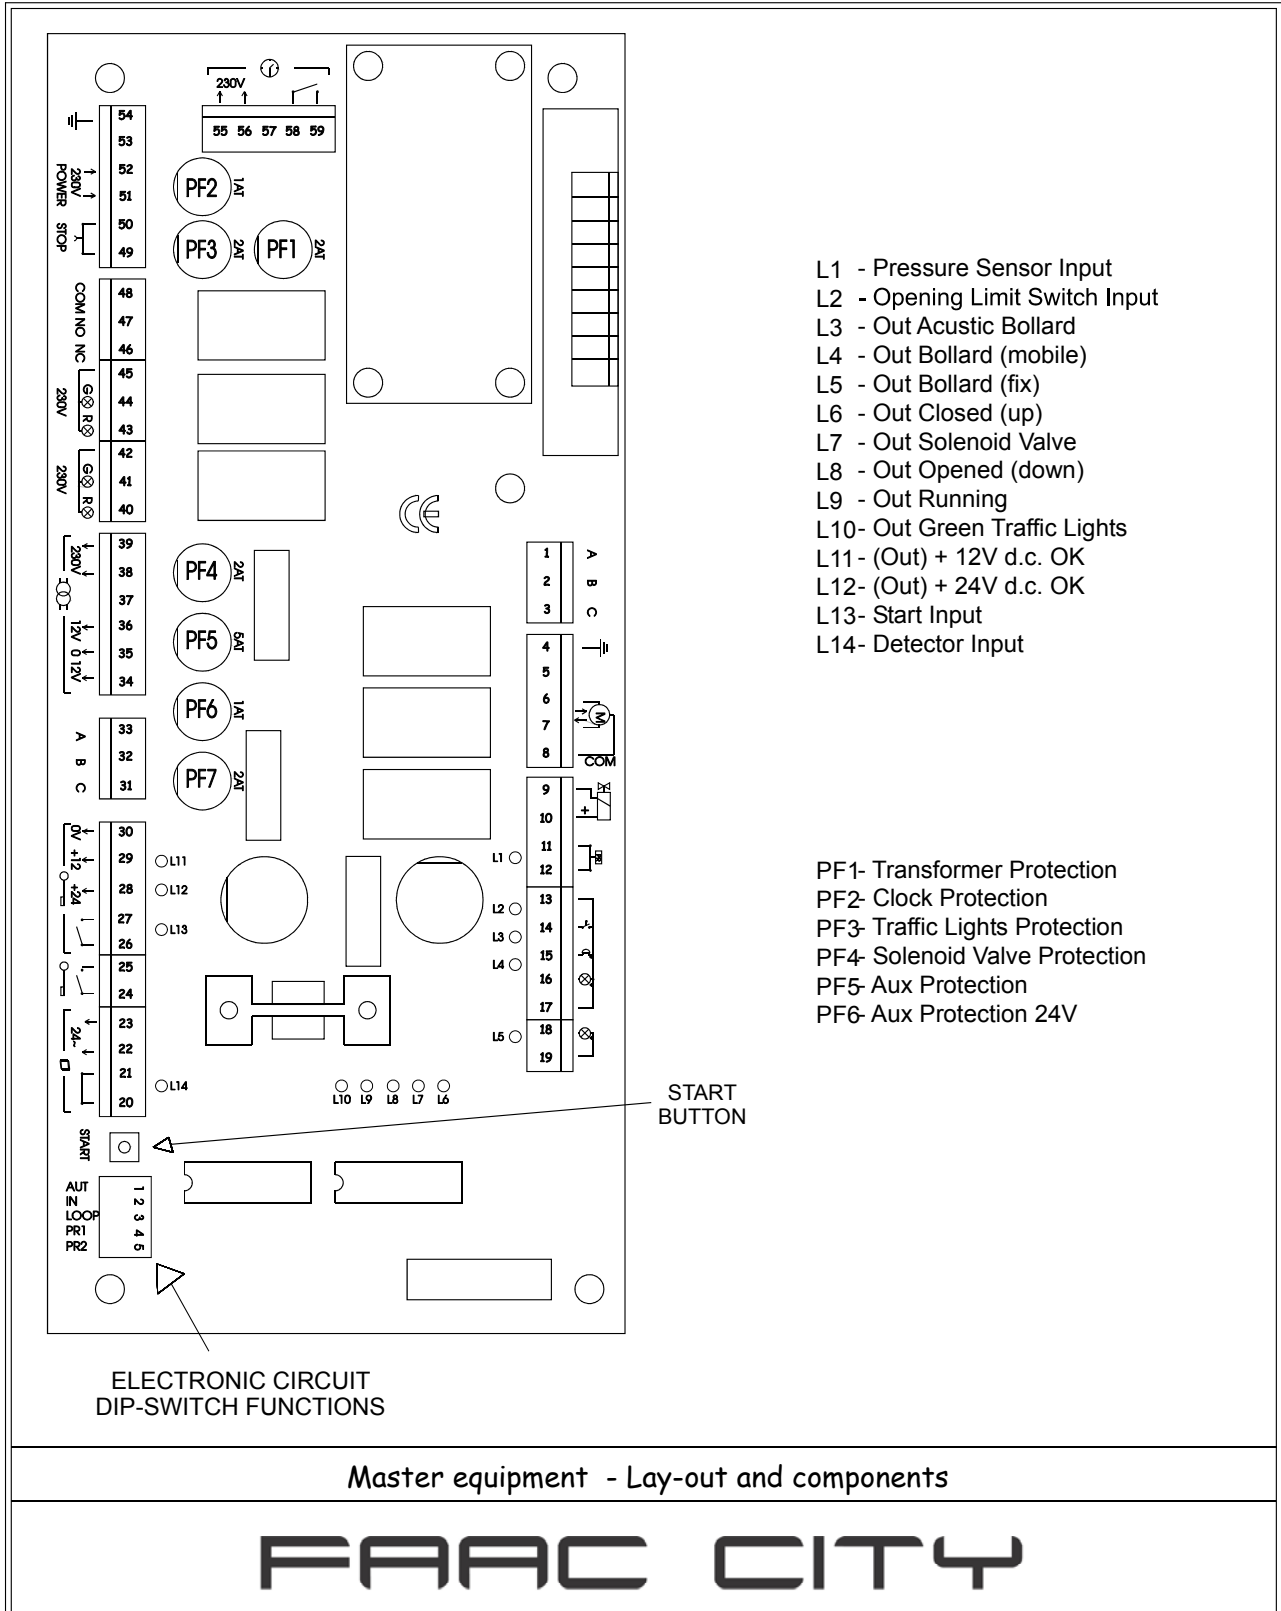 230V
55 56 57 58 59
54
53
52
51
50
49
230V
POWER
STOP
PF2 1AT
PF3 2AT
PF1 2AT
48
47
46
COM NO NC
45
44
43
230V
G R
42
41
40
230V
G R
39
38
37
36
35
34
230V
12V 0 12V
PF4 2AT
PF5 5AT
PF6 1AT
PF7 2AT
33
32
31
A
B
C
30
29
28
27
26
25
24
23
22
21
20
0V
+12
+24
24~
L11
L12
L13
L14
CE
1 A
2 B
3 C
4
5
6
7
8
M
COM
9
10
+
11
12
13
14
15
16
17
18
19
L1
L2
L3
L4
L5
L10 L9 L8 L7 L6
START
AUT 1
IN 2
LOOP 3
PR1 4
PR2 5
START
BUTTON
ELECTRONIC CIRCUIT
DIP-SWITCH FUNCTIONS
L1 - Pressure Sensor Input
L2 - Opening Limit Switch Input
L3 - Out Acustic Bollard
L4 - Out Bollard (mobile)
L5 - Out Bollard (fix)
L6 - Out Closed (up)
L7 - Out Solenoid Valve
L8 - Out Opened (down)
L9 - Out Running
L10- Out Green Traffic Lights
L11- (Out) + 12V d.c. OK
L12- (Out) + 24V d.c. OK
L13- Start Input
L14- Detector Input
PF1- Transformer Protection
PF2- Clock Protection
PF3- Traffic Lights Protection
PF4- Solenoid Valve Protection
PF5- Aux Protection
PF6- Aux Protection 24V
Master equipment - Lay-out and components
FAAC CITY